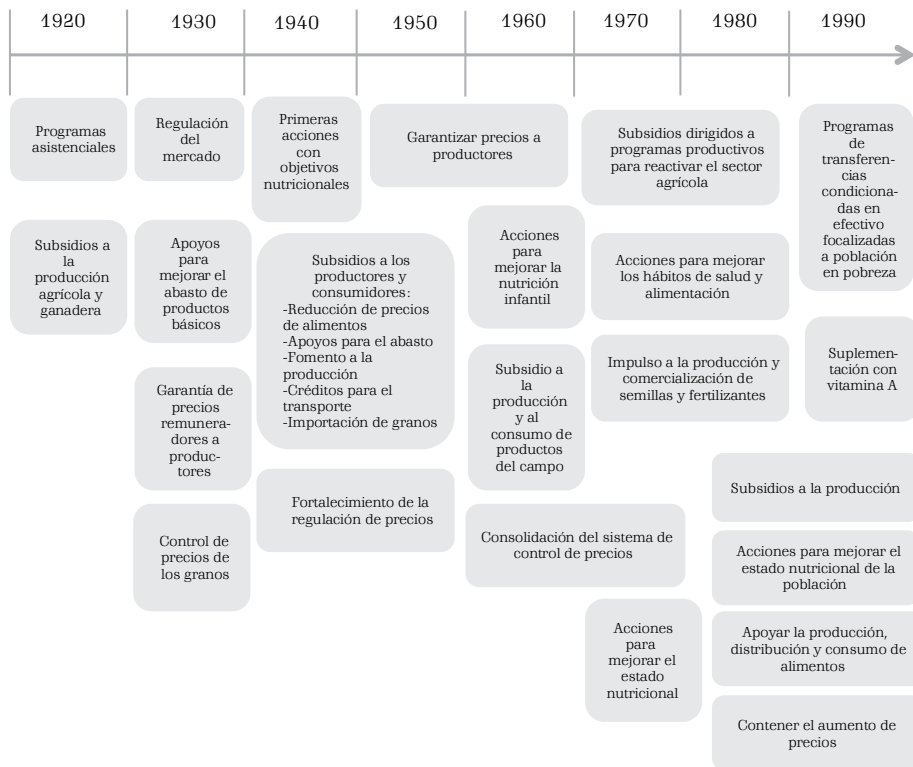 1920 1930 1940 1950 1960 1970 1980 1990
Programas
asistenciales
Regulación
del
mercado
Primeras
acciones
con
objetivos
nutricionales
Garantizar precios a
productores
Subsidios dirigidos a
programas productivos
para reactivar el sector
agrícola
Programas
de
transferen-
cias
condiciona-
das en
efectivo
focalizadas
a población
en pobreza
Subsidios a
la
producción
agrícola y
ganadera
Apoyos
para
mejorar el
abasto de
productos
básicos
Subsidios a los
productores y
consumidores:
-Reducción de precios
de alimentos
-Apoyos para el abasto
-Fomento a la
producción
-Créditos para el
transporte
-Importación de granos
Acciones
para
mejorar la
nutrición
infantil
Acciones para mejorar
los hábitos de salud y
alimentación
Garantía de
precios
remunera-
dores a
produc-
tores
Subsidio a
la
producción
y al
consumo de
productos
del campo
Impulso a la producción y
comercialización de
semillas y fertilizantes
Suplemen-
tación con
vitamina A
Control de
precios de
los granos
Fortalecimiento de la
regulación de precios
Consolidación del sistema de
control de precios
Subsidios a la producción
Acciones para mejorar el
estado nutricional de la
población
Acciones
para
mejorar el
estado
nutricional
Apoyar la producción,
distribución y consumo de
alimentos
Contener el aumento de
precios